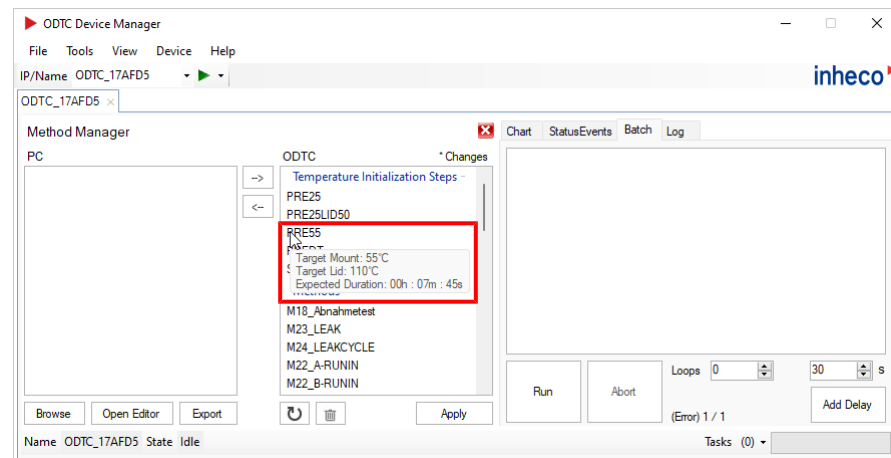 ODTC Device Manager
File Tools View Device Help
IP/Name ODTC_17AFD5
inheco
ODTC_17AFD5
Method Manager
Chart StatusEvents Batch Log
PC
ODTC * Changes
-->
<--
Temperature Initialization Steps
PRE25
PRE25LID50
PRE55
Target Mount: 55°C
Target Lid: 110°C
Expected Duration: 00h : 07m : 45s
M18_Abnahmetest
M23_LEAK
M24_LEAKCYCLE
M22_A-RUNIN
M22_B-RUNIN
Browse Open Editor Export
Apply
Run
Abort
Loops 0
30 s
(Error) 1 / 1
Add Delay
Name ODTC_17AFD5 State Idle
Tasks (0)